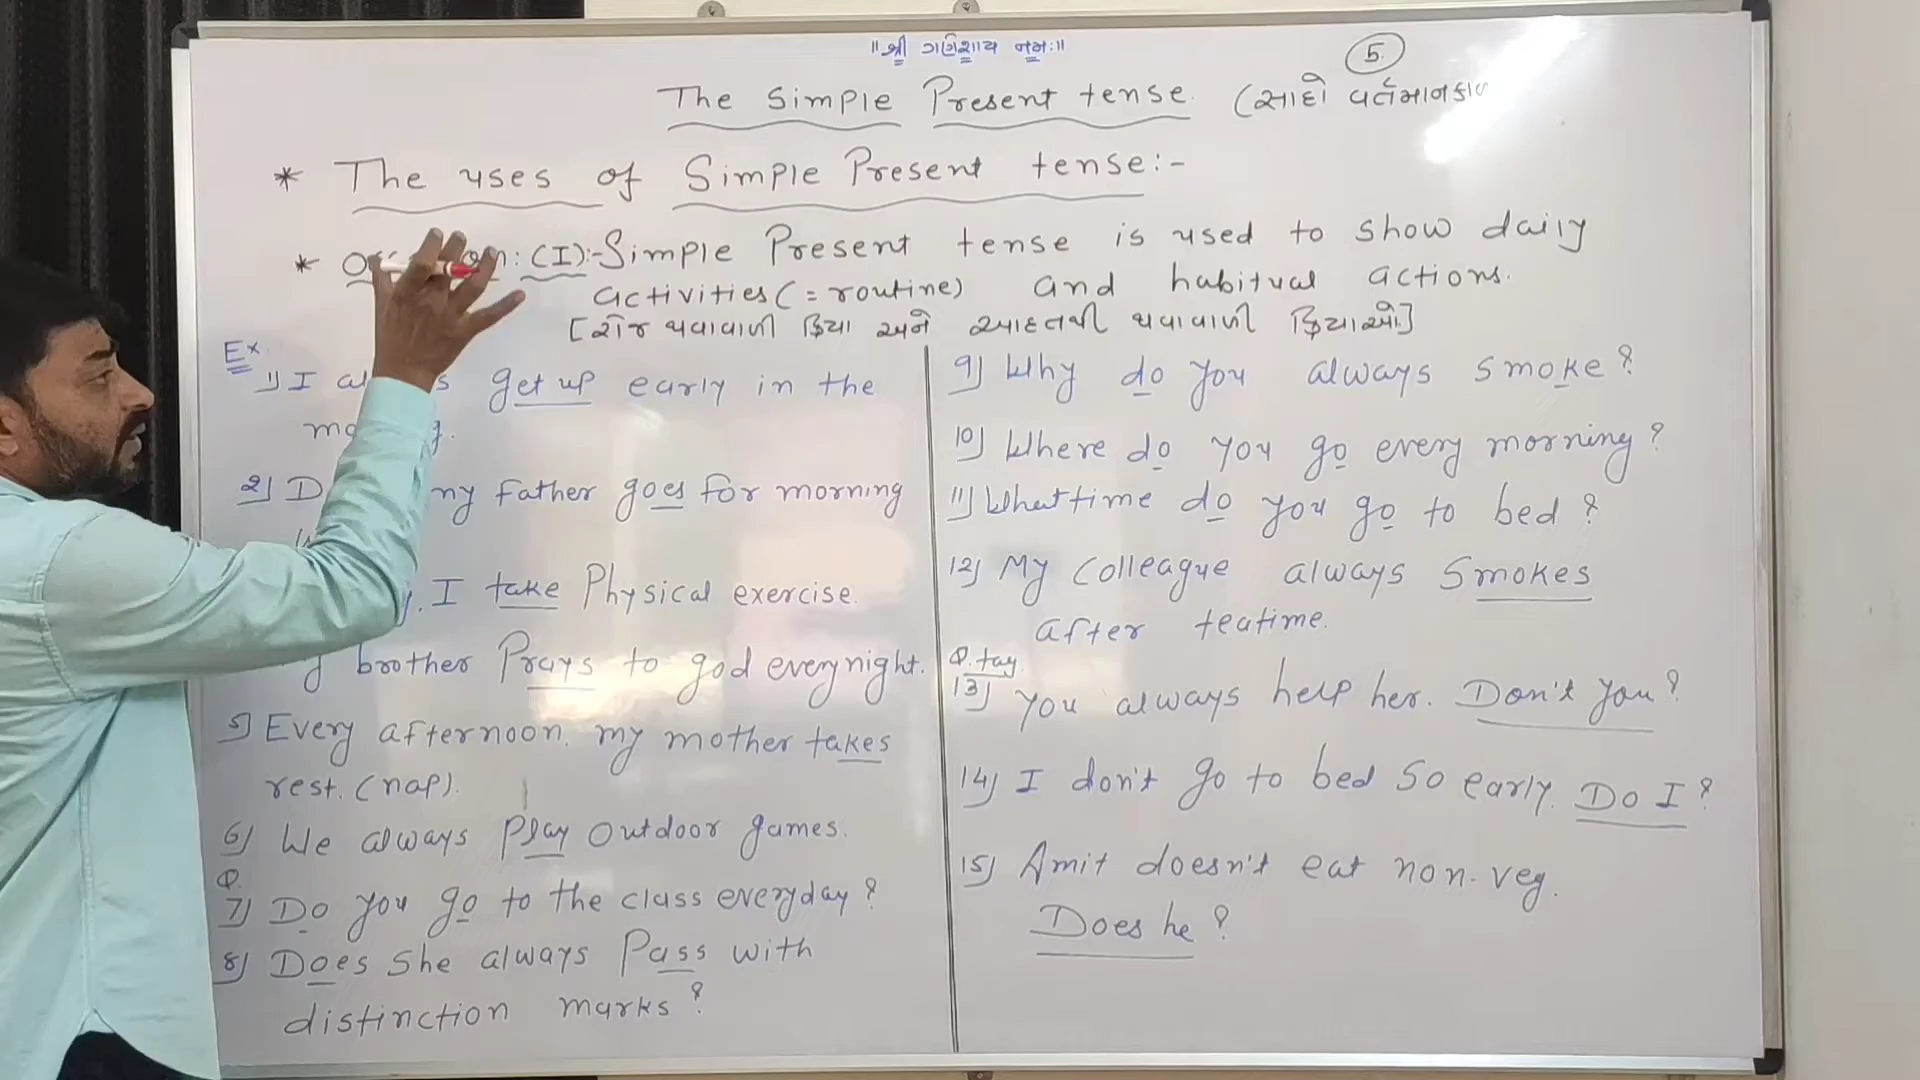 ॥ શ્રી ગણેશાય નમઃ॥
5.
The Simple Present tense. (સાદો વર્તમાનકાળ
* The uses of Simple Present tense:-
* (I):- Simple Present tense is used to show daily
activities (= routine) and habitual actions.
[રોજ થવાવાળી ક્રિયા અને આદતથી થવાવાળી ક્રિયાઓ]
Ex.
1) I get up early in the
2) my father goes for morning
I take Physical exercise.
brother Prays to god everynight.
5) Every afternoon, my mother takes
rest. (nap).
6) We always Play outdoor games.
Q.
7) Do you go to the class everyday?
8) Does she always Pass with
distinction marks?
9) Why do you always smoke?
10) Where do you go every morning?
11) What time do you go to bed?
12) My colleague always smokes
after teatime.
Q. tag.
13) You always help her. Don't you?
14) I don't go to bed so early. Do I?
15) Amit doesn't eat non-veg.
Does he?